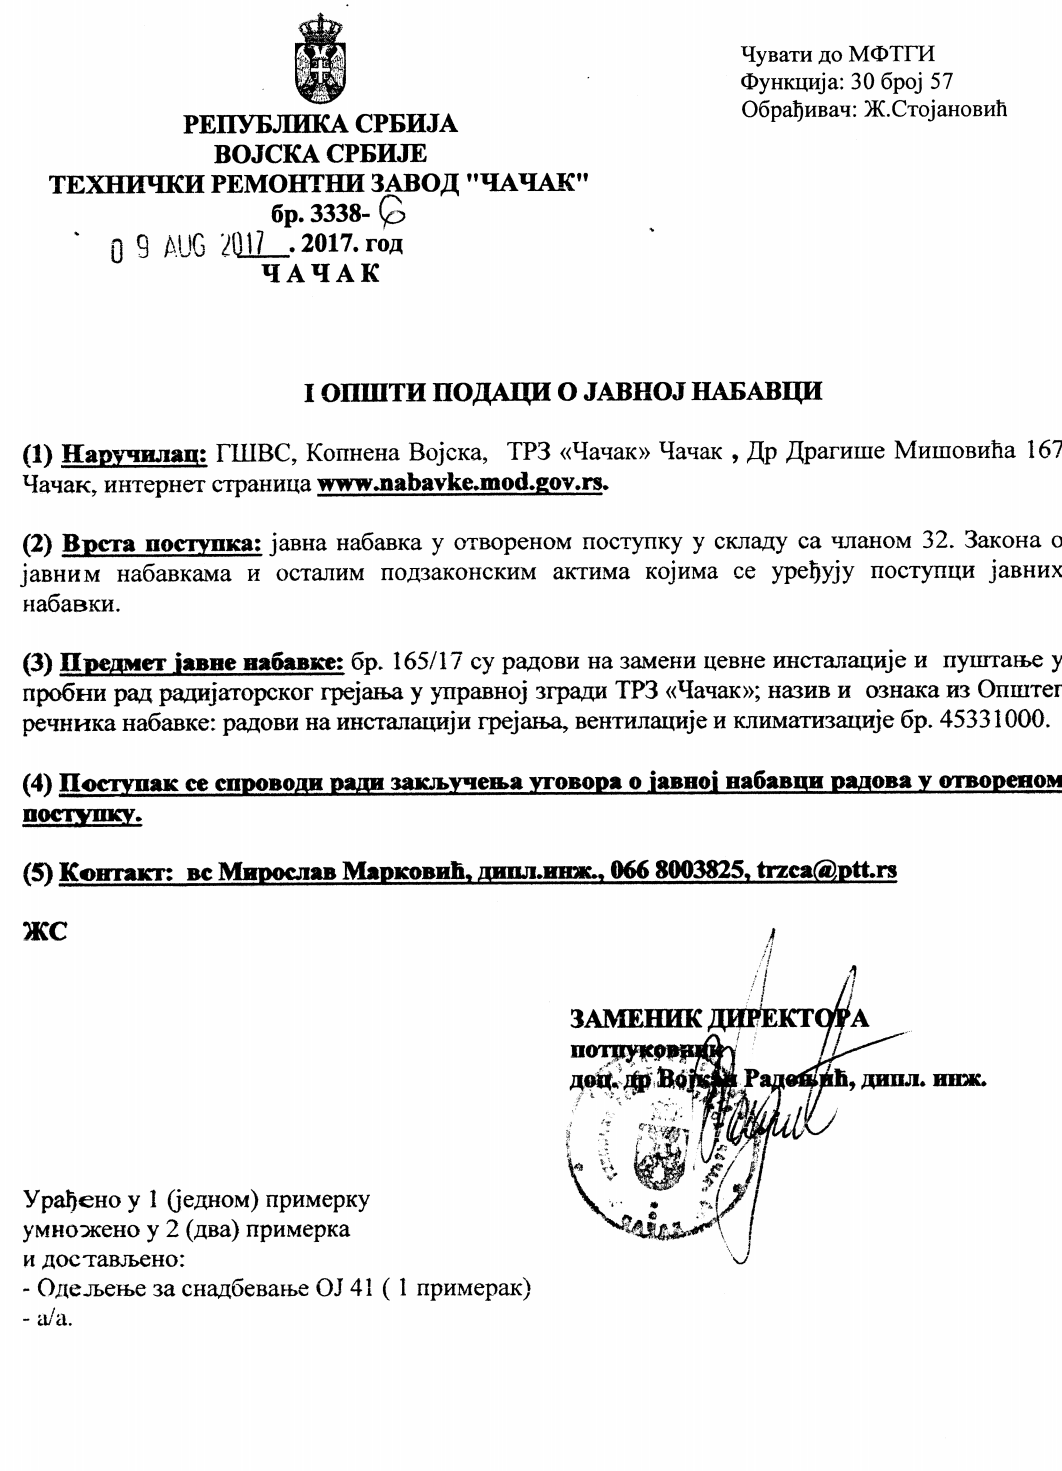 Чувати до МФТГИ
Функција: 30 број 57
Обрађивач: Ж.Стојановић
РЕПУБЛИКА СРБИЈА
ВОЈСКА СРБИЈЕ
ТЕХНИЧКИ РЕМОНТНИ ЗАВОД "ЧАЧАК"
бр. 3338-6
09 AUG 2017 . 2017. год
Ч А Ч А К
I ОПШТИ ПОДАЦИ О ЈАВНОЈ НАБАВЦИ
(1) Наручилац: ГШВС, Копнена Војска, ТРЗ «Чачак» Чачак , Др Драгише Мишовића 167
Чачак, интернет страница www.nabavke.mod.gov.rs.
(2) Врста поступка: јавна набавка у отвореном поступку у складу са чланом 32. Закона о
јавним набавкама и осталим подзаконским актима којима се уређују поступци јавних
набавки.
(3) Предмет јавне набавке: бр. 165/17 су радови на замени цевне инсталације и пуштање у
пробни рад радијаторског грејања у управној згради ТРЗ «Чачак»; назив и ознака из Општег
речника набавке: радови на инсталацији грејања, вентилације и климатизације бр. 45331000.
(4) Поступак се спроводи ради закључења уговора о јавној набавци радова у отвореном
поступку.
(5) Контакт: вс Мирослав Марковић, дипл.инж., 066 8003825, trzca@ptt.rs
ЖС
ЗАМЕНИК ДИРЕКТОРА
потпуковник
доц. др Војкан Радоњић, дипл. инж.
Урађено у 1 (једном) примерку
умножено у 2 (два) примерка
и достављено:
- Одељење за снадбевање ОЈ 41 ( 1 примерак)
- а/а.